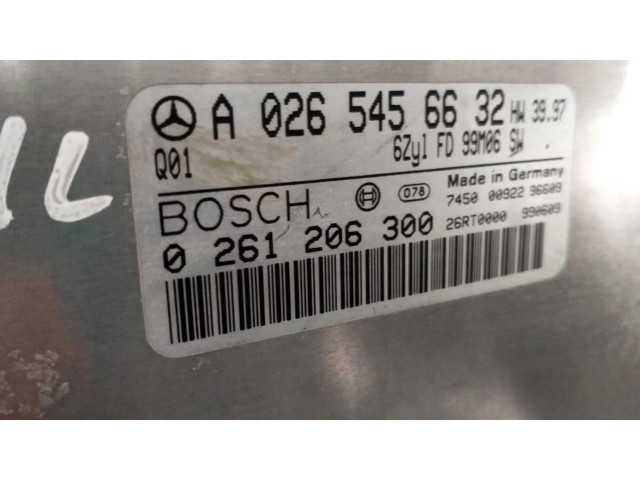 A 026 545 66 32 HW 39.97
Q01 6Zyl FD 99M06 SW
BOSCH 078 Made in Germany
7450 00922 96609
0 261 206 300 26RT0000 990609